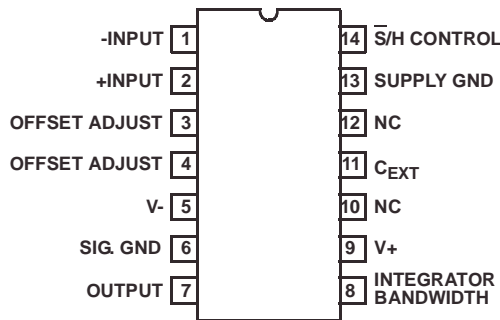 -INPUT 1 14 S̅/H CONTROL
+INPUT 2 13 SUPPLY GND
OFFSET ADJUST 3 12 NC
OFFSET ADJUST 4 11 CEXT
V- 5 10 NC
SIG. GND 6 9 V+
OUTPUT 7 8 INTEGRATOR
BANDWIDTH